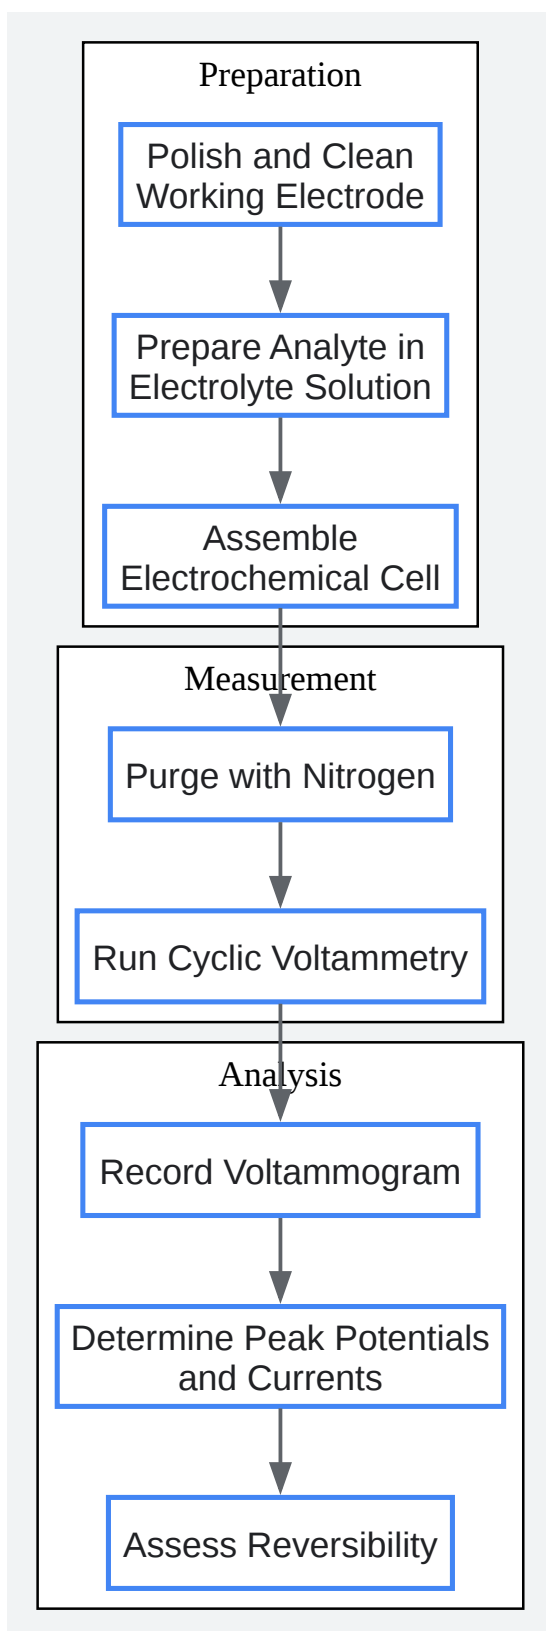 Preparation
Polish and Clean
Working Electrode
Prepare Analyte in
Electrolyte Solution
Assemble
Electrochemical Cell
Measurement
Purge with Nitrogen
Run Cyclic Voltammetry
Analysis
Record Voltammogram
Determine Peak Potentials
and Currents
Assess Reversibility